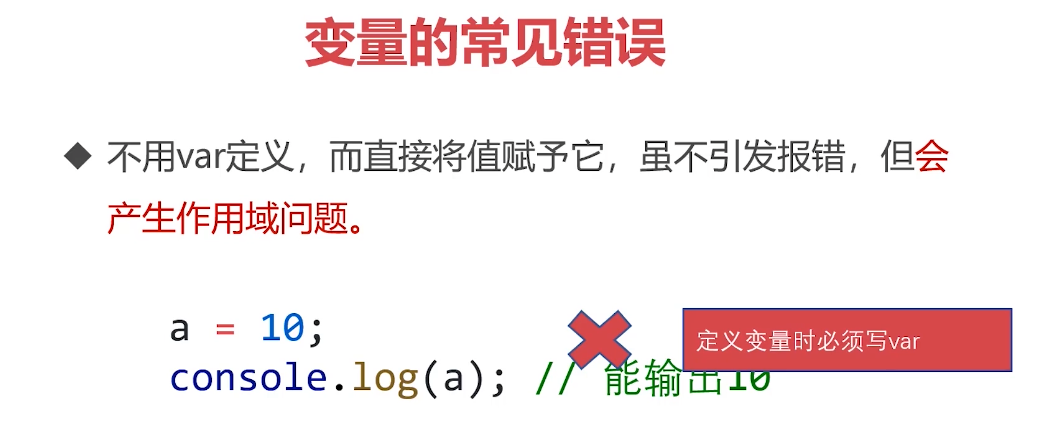 变量的常见错误
不用var定义，而直接将值赋予它，虽不引发报错，但会
产生作用域问题。
a = 10;
定义变量时必须写var
console.log(a); // 能输出10